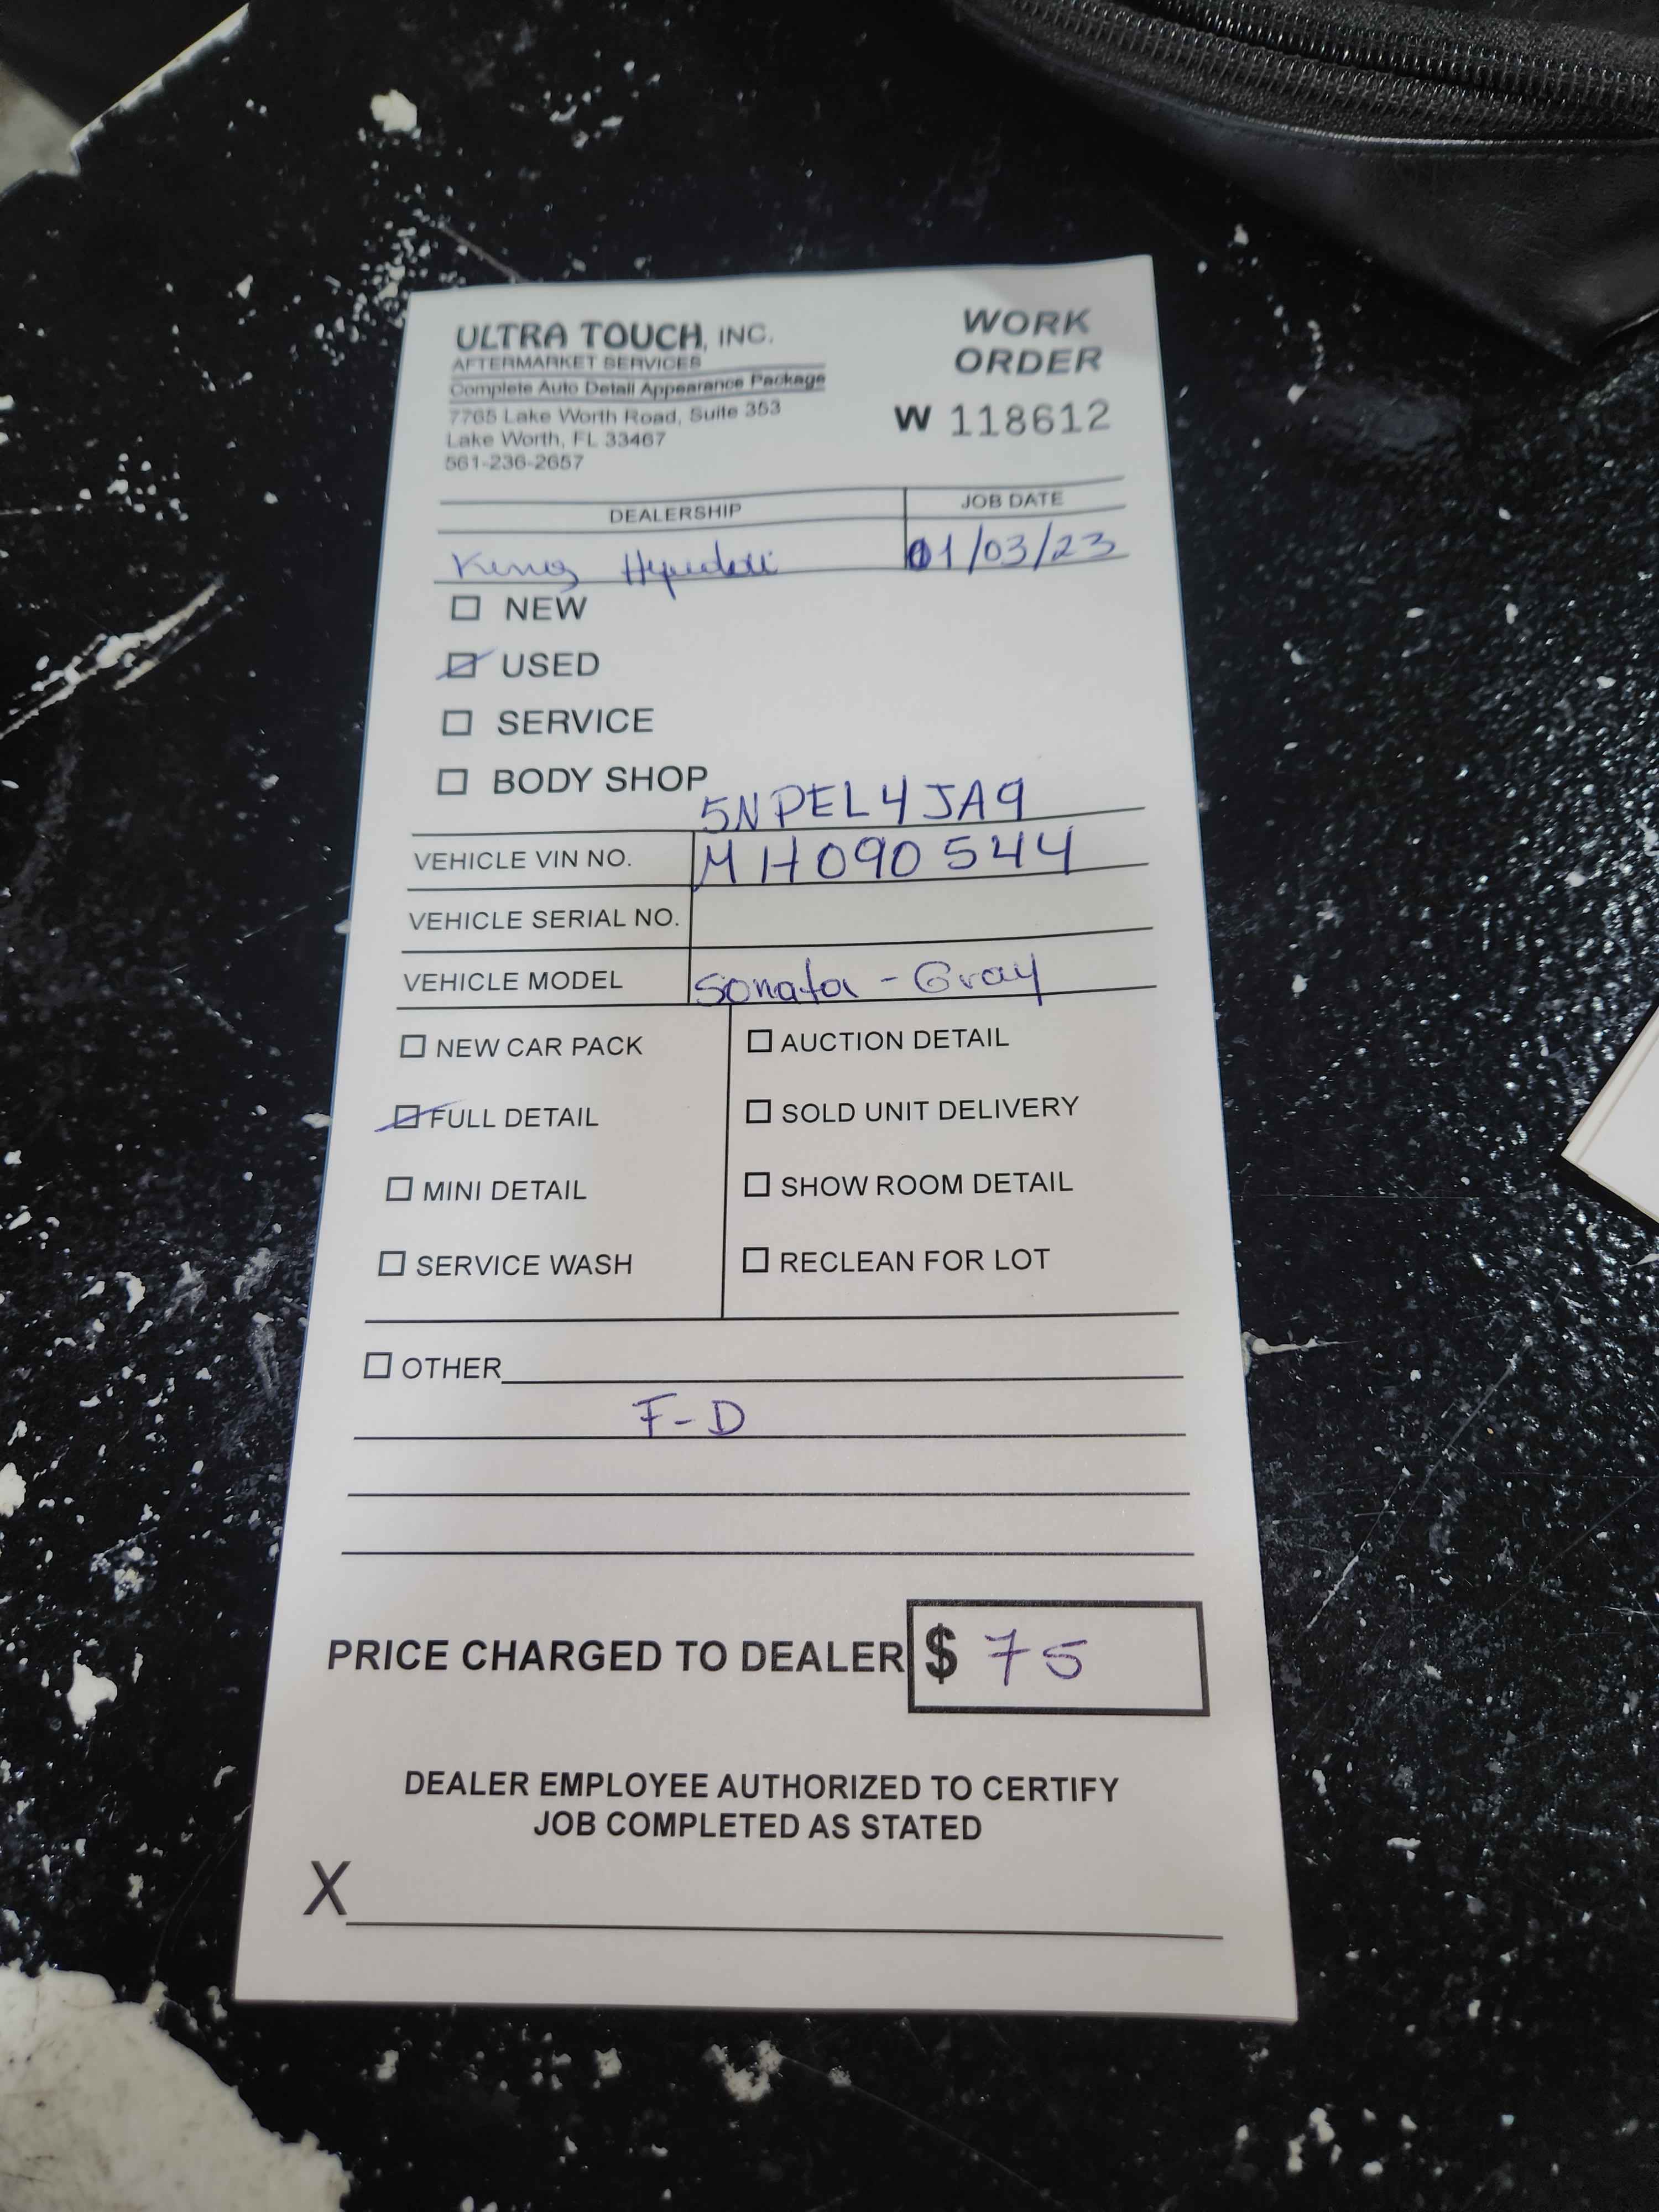 ULTRA TOUCH, INC.
AFTERMARKET SERVICES
Complete Auto Detail Appearance Package
7765 Lake Worth Road, Suite 353
Lake Worth, FL 33467
561-236-2657
WORK
ORDER
W 118612
DEALERSHIP
JOB DATE
King
01/03/23
NEW
USED
SERVICE
BODY SHOP
5NPEL4JA9
VEHICLE VIN NO. MH090544
VEHICLE SERIAL NO.
VEHICLE MODEL Sonata - Gray
NEW CAR PACK
FULL DETAIL
MINI DETAIL
SERVICE WASH
AUCTION DETAIL
SOLD UNIT DELIVERY
SHOW ROOM DETAIL
RECLEAN FOR LOT
OTHER
F-D
PRICE CHARGED TO DEALER $ 75
DEALER EMPLOYEE AUTHORIZED TO CERTIFY
JOB COMPLETED AS STATED
X